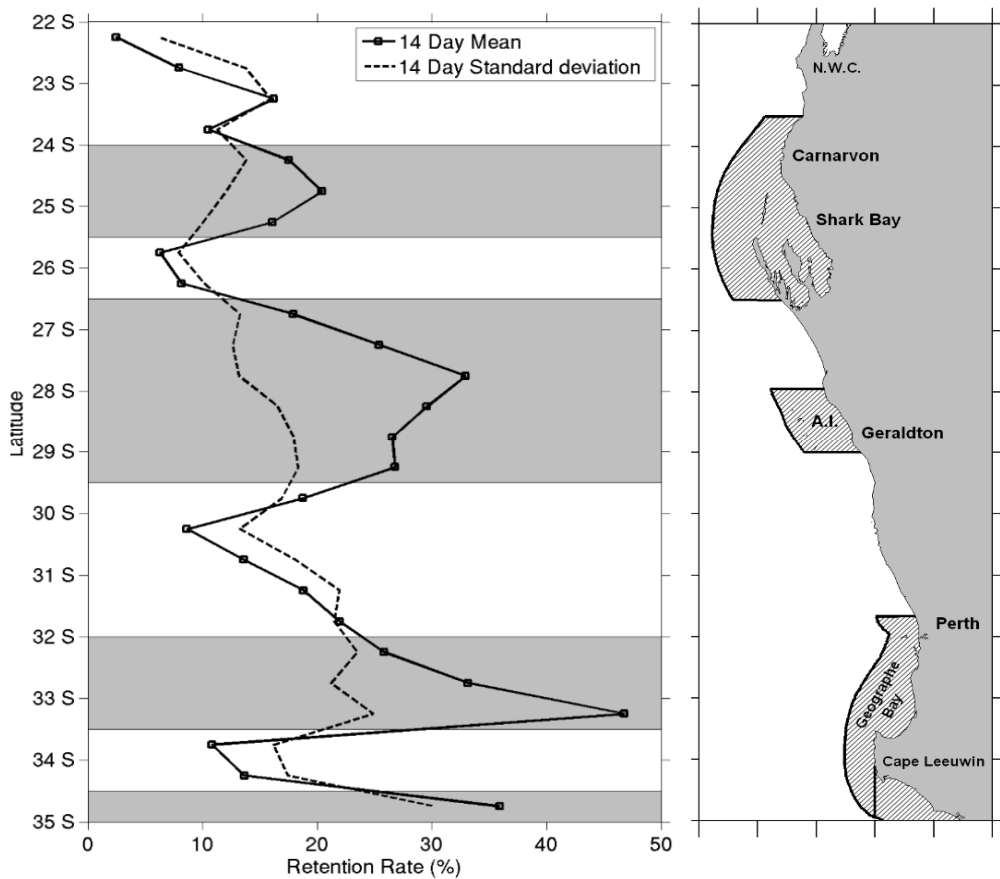 22 S
23 S
24 S
25 S
26 S
27 S
28 S
29 S
30 S
31 S
32 S
33 S
34 S
35 S
Latitude
14 Day Mean
14 Day Standard deviation
0 10 20 30 40 50
Retention Rate (%)
N.W.C.
Carnarvon
Shark Bay
A.I.
Geraldton
Perth
Geographe
Bay
Cape Leeuwin